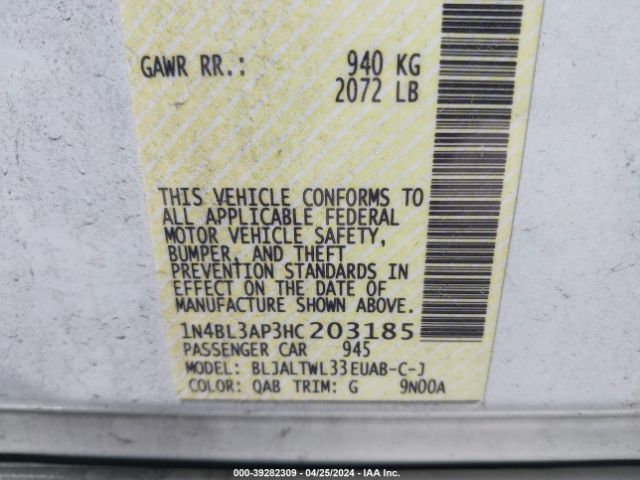 GAWR RR.: 940 KG
2072 LB
THIS VEHICLE CONFORMS TO
ALL APPLICABLE FEDERAL
MOTOR VEHICLE SAFETY,
BUMPER, AND THEFT
PREVENTION STANDARDS IN
EFFECT ON THE DATE OF
MANUFACTURE SHOWN ABOVE.
1N4BL3AP3HC203185
PASSENGER CAR 945
MODEL: BLJALTWL33EUAB-C-J
COLOR: QAB TRIM: G 9N00A
000-39282309 - 04/25/2024 - IAA Inc.